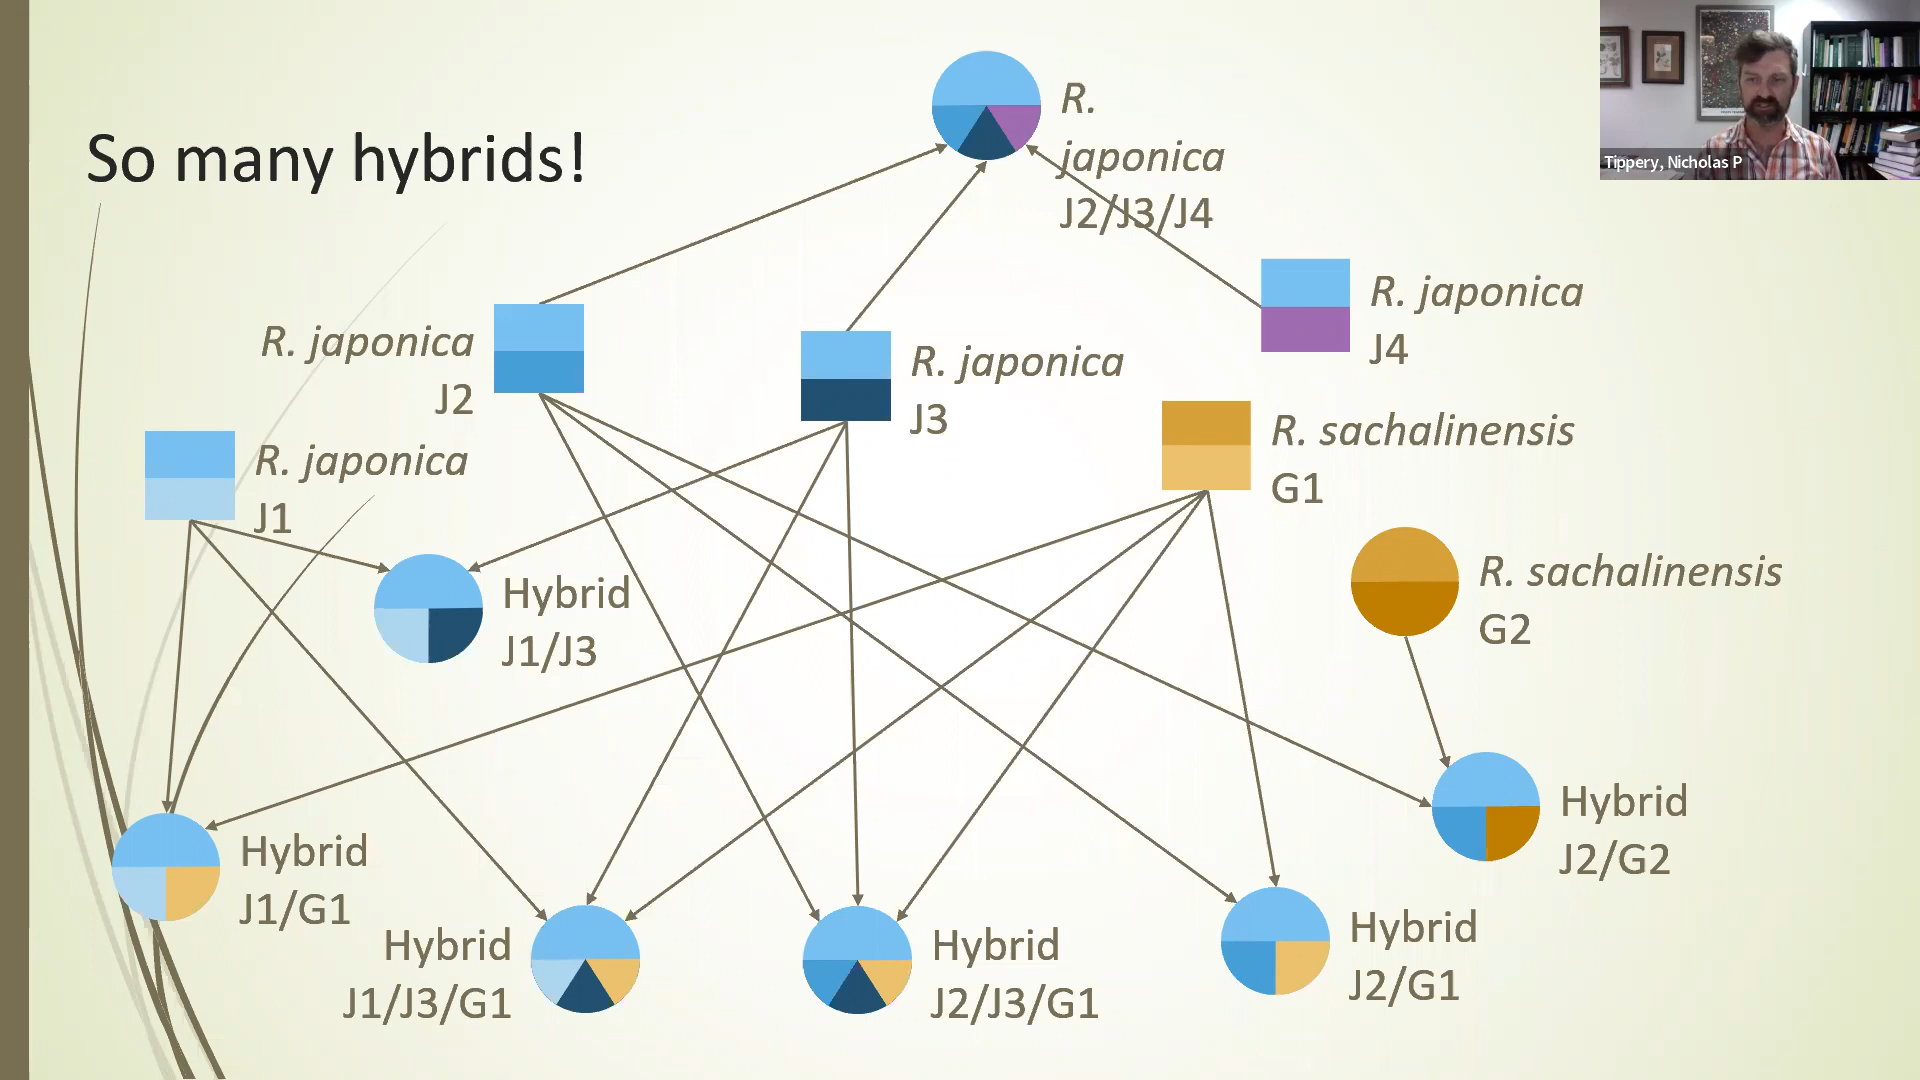 So many hybrids!
R.
japonica
J2/J3/J4
Tippery, Nicholas P
R. japonica
J4
R. japonica
J2
R. japonica
J3
R. sachalinensis
G1
R. japonica
J1
Hybrid
J1/J3
R. sachalinensis
G2
Hybrid
J2/G2
Hybrid
J1/G1
Hybrid
J1/J3/G1
Hybrid
J2/J3/G1
Hybrid
J2/G1